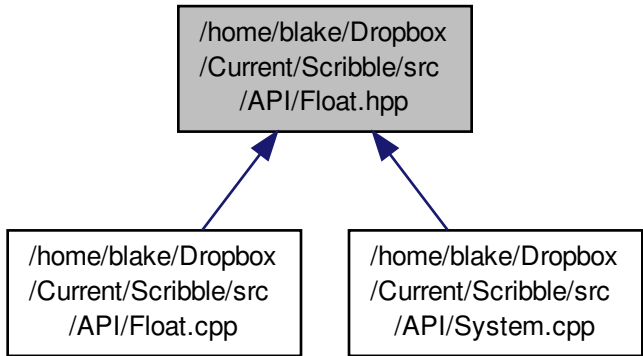 /home/blake/Dropbox
/Current/Scribble/src
/API/Float.hpp
/home/blake/Dropbox
/Current/Scribble/src
/API/Float.cpp
/home/blake/Dropbox
/Current/Scribble/src
/API/System.cpp